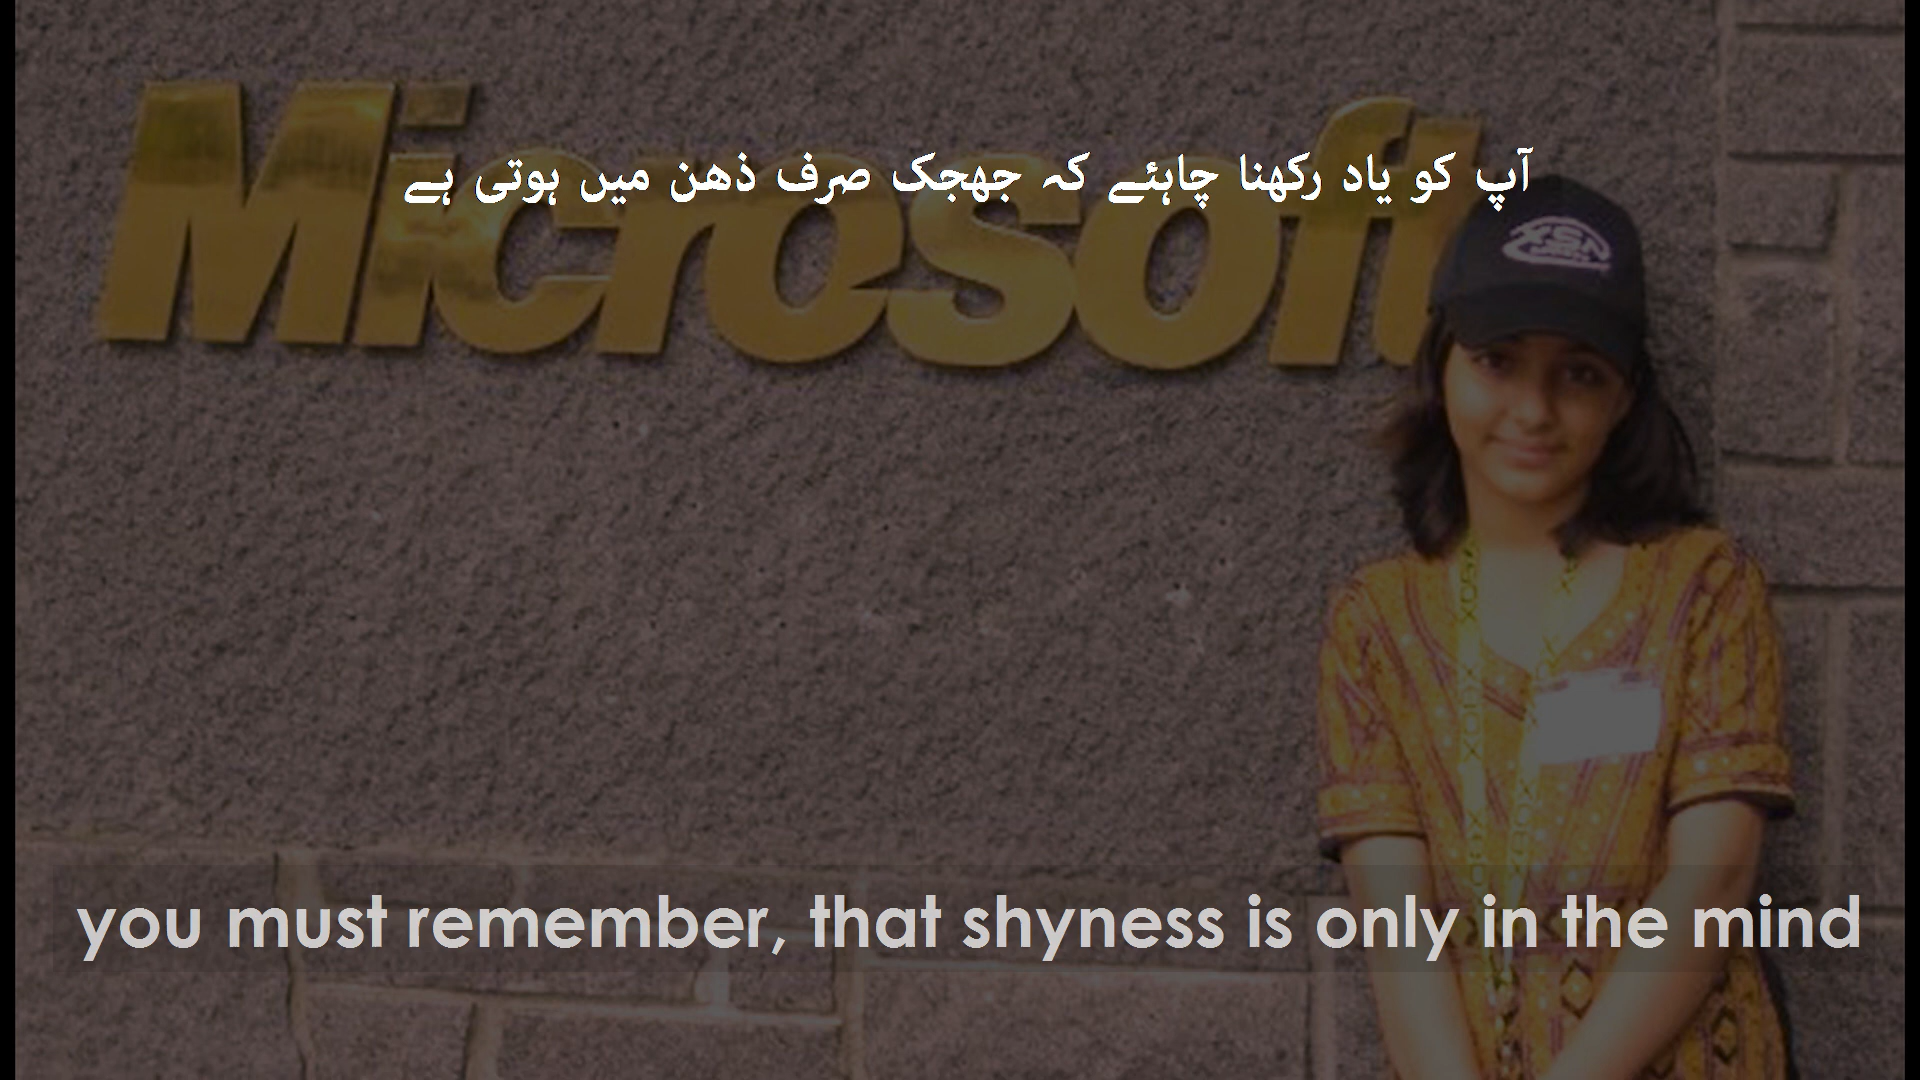 Microsoft
آپ کو یاد رکھنا چاہئے کہ جھجک صرف ذھن میں ہوتی ہے
you must remember, that shyness is only in the mind